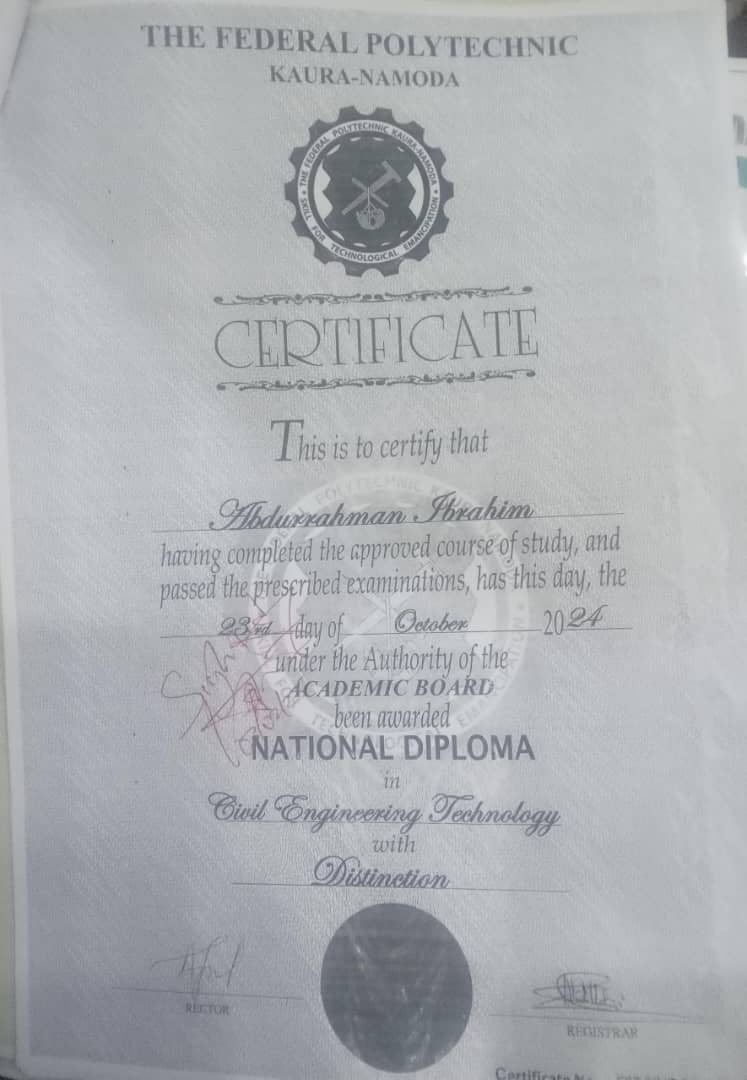 THE FEDERAL POLYTECHNIC
KAURA-NAMODA
THE FEDERAL POLYTECHNIC KAURA-NAMODA
SKILL FOR TECHNOLOGICAL EMANCIPATION
CERTIFICATE
This is to certify that
Abdurrahman Ibrahim
having completed the approved course of study, and
passed the prescribed examinations, has this day, the
23rd day of October 2024
under the Authority of the
ACADEMIC BOARD
been awarded
NATIONAL DIPLOMA
in
Civil Engineering Technology
with
Distinction
RECTOR
REGISTRAR
Certificate No